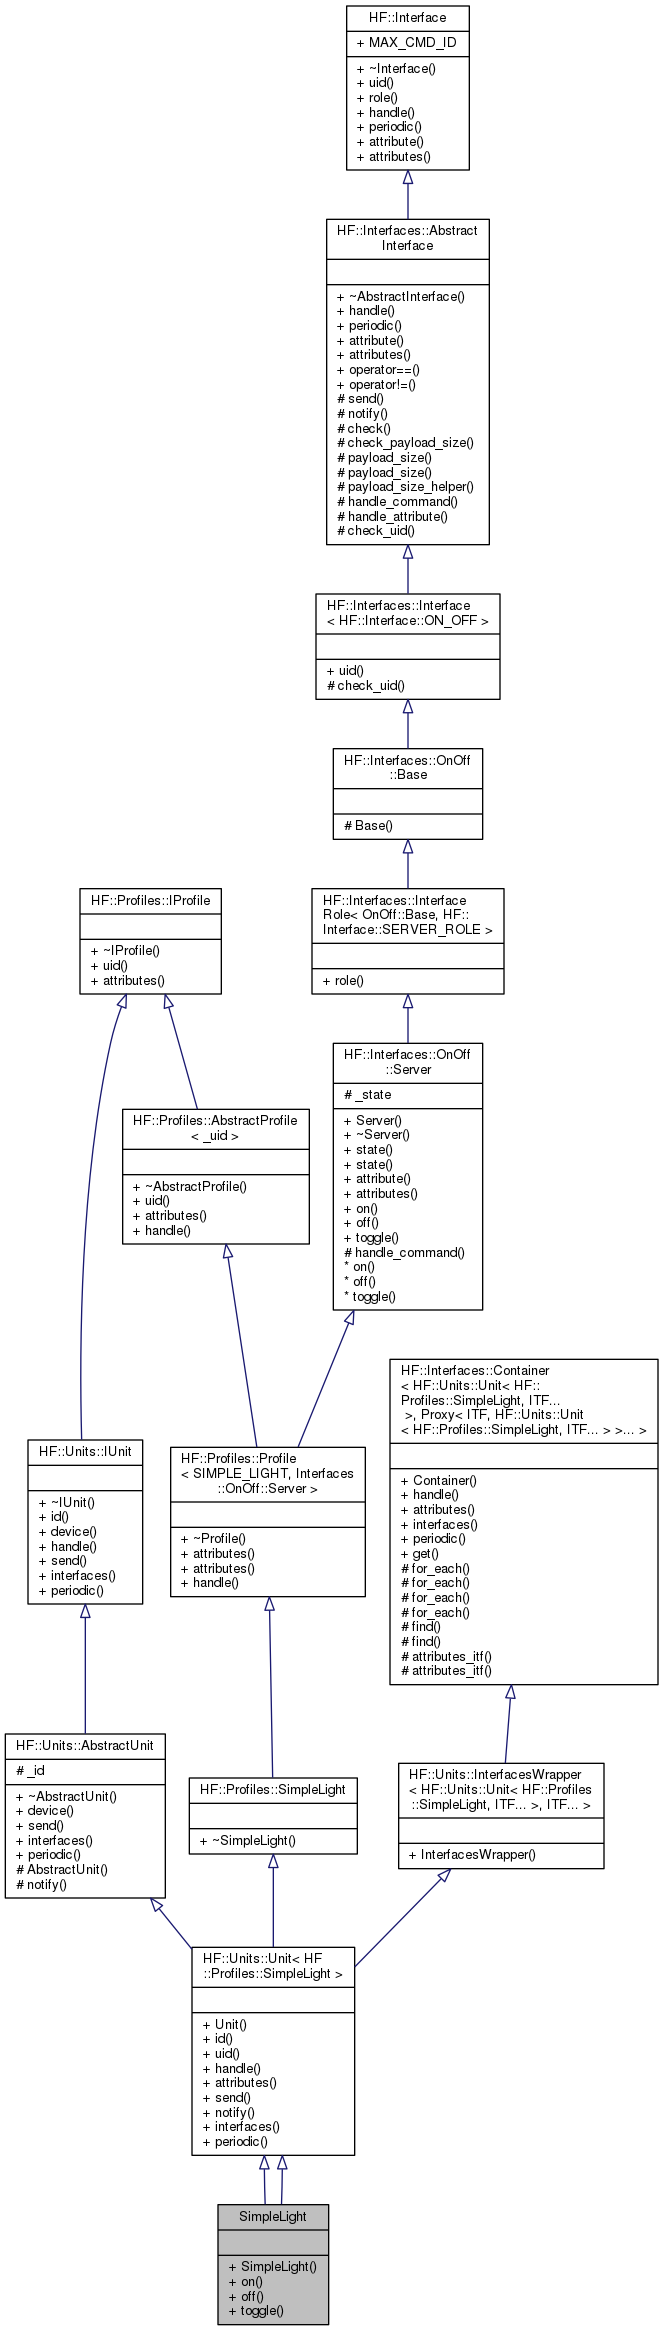 HF::Interface
+ MAX_CMD_ID
+ ~Interface()
+ uid()
+ role()
+ handle()
+ periodic()
+ attribute()
+ attributes()
HF::Interfaces::Abstract
Interface
+ ~AbstractInterface()
+ handle()
+ periodic()
+ attribute()
+ attributes()
+ operator==()
+ operator!=()
# send()
# notify()
# check()
# check_payload_size()
# payload_size()
# payload_size()
# payload_size_helper()
# handle_command()
# handle_attribute()
# check_uid()
HF::Interfaces::Interface
< HF::Interface::ON_OFF >
+ uid()
# check_uid()
HF::Interfaces::OnOff
::Base
# Base()
HF::Profiles::IProfile
+ ~IProfile()
+ uid()
+ attributes()
HF::Interfaces::Interface
Role< OnOff::Base, HF::
Interface::SERVER_ROLE >
+ role()
HF::Interfaces::OnOff
::Server
# _state
+ Server()
+ ~Server()
+ state()
+ state()
+ attribute()
+ attributes()
+ on()
+ off()
+ toggle()
# handle_command()
* on()
* off()
* toggle()
HF::Profiles::AbstractProfile
< _uid >
+ ~AbstractProfile()
+ uid()
+ attributes()
+ handle()
HF::Interfaces::Container
< HF::Units::Unit< HF::
Profiles::SimpleLight, ITF...
>, Proxy< ITF, HF::Units::Unit
< HF::Profiles::SimpleLight, ITF... > >... >
+ Container()
+ handle()
+ attributes()
+ interfaces()
+ periodic()
+ get()
# for_each()
# for_each()
# for_each()
# for_each()
# find()
# find()
# attributes_itf()
# attributes_itf()
HF::Units::IUnit
+ ~IUnit()
+ id()
+ device()
+ handle()
+ send()
+ interfaces()
+ periodic()
HF::Profiles::Profile
< SIMPLE_LIGHT, Interfaces
::OnOff::Server >
+ ~Profile()
+ attributes()
+ attributes()
+ handle()
HF::Units::AbstractUnit
# _id
+ ~AbstractUnit()
+ device()
+ send()
+ interfaces()
+ periodic()
# AbstractUnit()
# notify()
HF::Profiles::SimpleLight
+ ~SimpleLight()
HF::Units::InterfacesWrapper
< HF::Units::Unit< HF::Profiles
::SimpleLight, ITF... >, ITF... >
+ InterfacesWrapper()
HF::Units::Unit< HF
::Profiles::SimpleLight >
+ Unit()
+ id()
+ uid()
+ handle()
+ attributes()
+ send()
+ notify()
+ interfaces()
+ periodic()
SimpleLight
+ SimpleLight()
+ on()
+ off()
+ toggle()